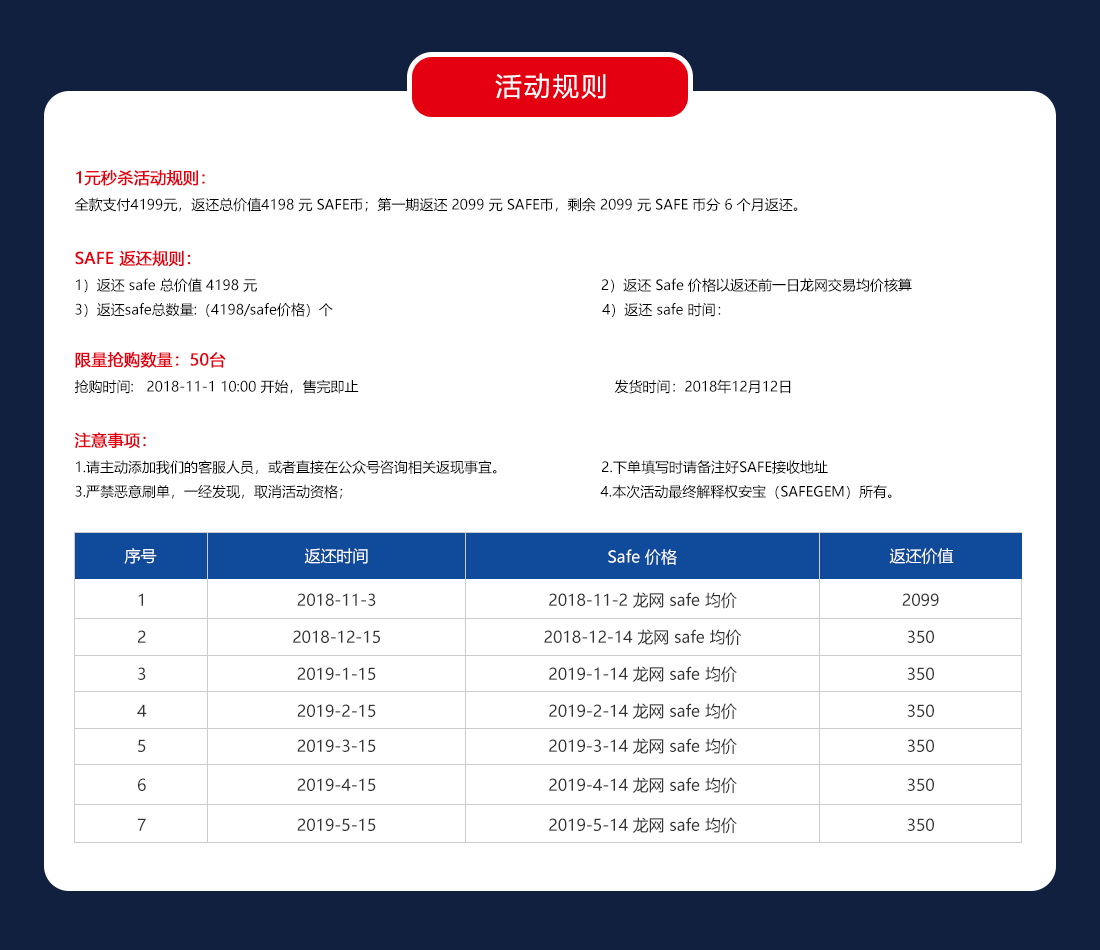 活动规则
1元秒杀活动规则：
全款支付4199元，返还总价值4198 元 SAFE币；第一期返还 2099 元 SAFE币，剩余 2099 元 SAFE 币分 6 个月返还。
SAFE 返还规则：
1）返还 safe 总价值 4198 元
2）返还 Safe 价格以返还前一日龙网交易均价核算
3）返还safe总数量:（4198/safe价格）个
4）返还 safe 时间：
限量抢购数量：50台
抢购时间: 2018-11-1 10:00 开始，售完即止
发货时间：2018年12月12日
注意事项：
1.请主动添加我们的客服人员，或者直接在公众号咨询相关返现事宜。
2.下单填写时请备注好SAFE接收地址
3.严禁恶意刷单，一经发现，取消活动资格；
4.本次活动最终解释权安宝（SAFEGEM）所有。
序号 返还时间 Safe 价格 返还价值
1 2018-11-3 2018-11-2 龙网 safe 均价 2099
2 2018-12-15 2018-12-14 龙网 safe 均价 350
3 2019-1-15 2019-1-14 龙网 safe 均价 350
4 2019-2-15 2019-2-14 龙网 safe 均价 350
5 2019-3-15 2019-3-14 龙网 safe 均价 350
6 2019-4-15 2019-4-14 龙网 safe 均价 350
7 2019-5-15 2019-5-14 龙网 safe 均价 350